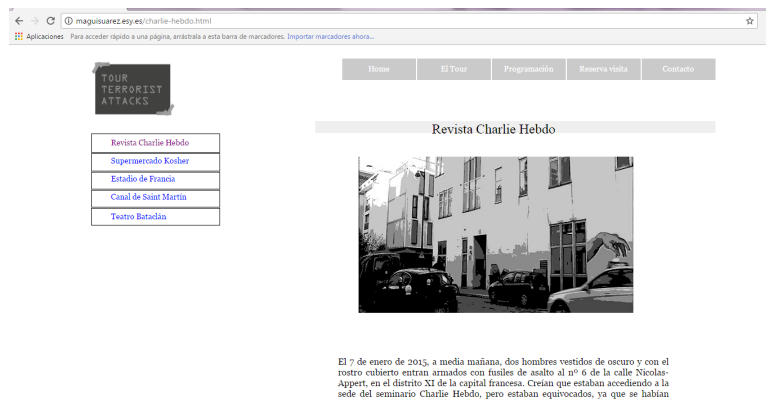 maguisuarez.esy.es/charlie-hebdo.html
Aplicaciones Para acceder rápido a una página, arrástrala a esta barra de marcadores. Importar marcadores ahora...
TOUR
TERRORIST
ATTACKS
Home El Tour Programación Reserva visita Contacto
Revista Charlie Hebdo
Supermercado Kosher
Estadio de Francia
Canal de Saint Martín
Teatro Bataclán
Revista Charlie Hebdo
El 7 de enero de 2015, a media mañana, dos hombres vestidos de oscuro y con el
rostro cubierto entran armados con fusiles de asalto al nº 6 de la calle Nicolas-
Appert, en el distrito XI de la capital francesa. Creían que estaban accediendo a la
sede del seminario Charlie Hebdo, pero estaban equivocados, ya que se habían